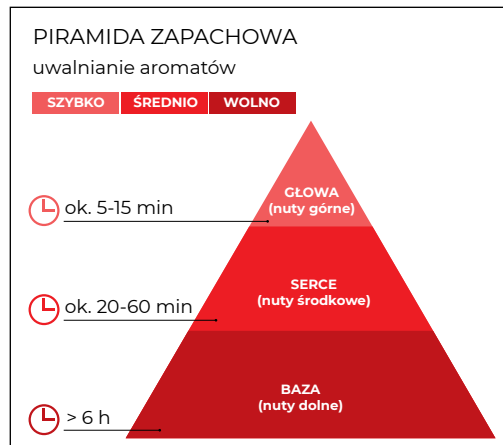 PIRAMIDA ZAPACHOWA
uwalnianie aromatów
SZYBKO ŚREDNIO WOLNO
GŁOWA
(nuty górne)
ok. 5-15 min
SERCE
(nuty środkowe)
ok. 20-60 min
BAZA
(nuty dolne)
> 6 h